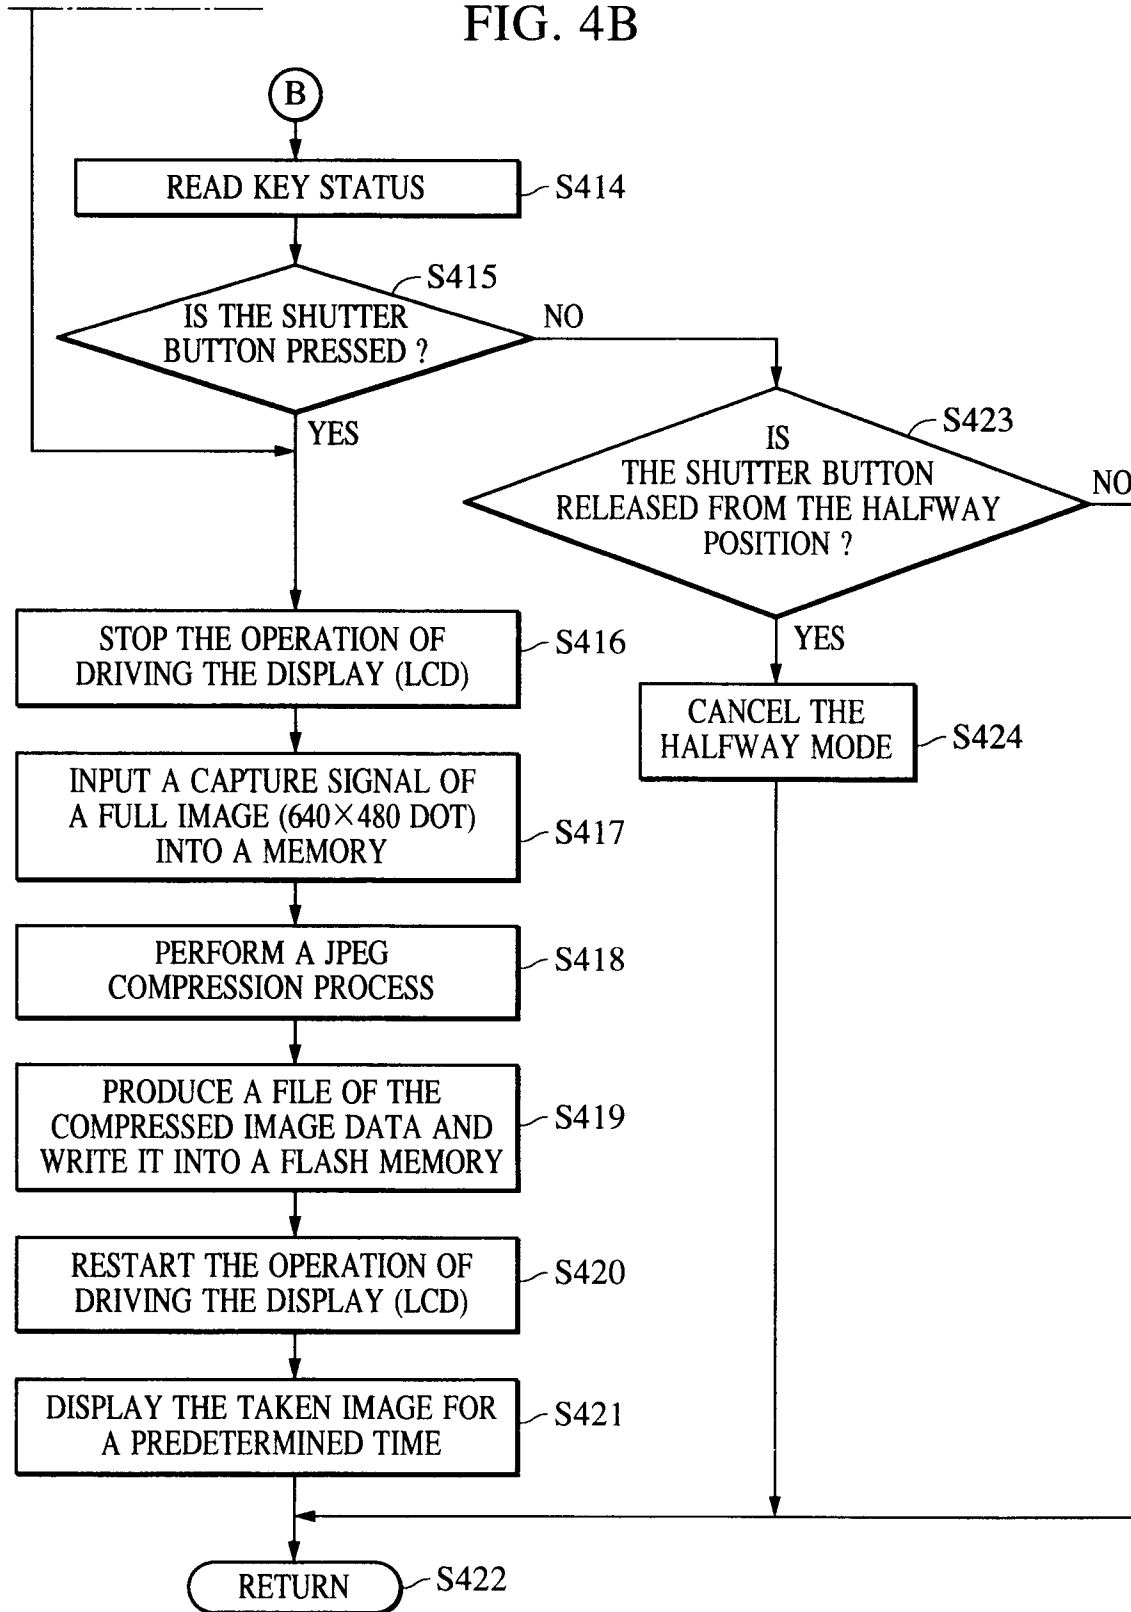 FIG. 4B
B
READ KEY STATUS
S414
S415
IS THE SHUTTER
BUTTON PRESSED ?
NO
YES
S423
IS
THE SHUTTER BUTTON
RELEASED FROM THE HALFWAY
POSITION ?
NO
YES
STOP THE OPERATION OF
DRIVING THE DISPLAY (LCD)
S416
CANCEL THE
HALFWAY MODE
S424
INPUT A CAPTURE SIGNAL OF
A FULL IMAGE (640×480 DOT)
INTO A MEMORY
S417
PERFORM A JPEG
COMPRESSION PROCESS
S418
PRODUCE A FILE OF THE
COMPRESSED IMAGE DATA AND
WRITE IT INTO A FLASH MEMORY
S419
RESTART THE OPERATION OF
DRIVING THE DISPLAY (LCD)
S420
DISPLAY THE TAKEN IMAGE FOR
A PREDETERMINED TIME
S421
RETURN
S422